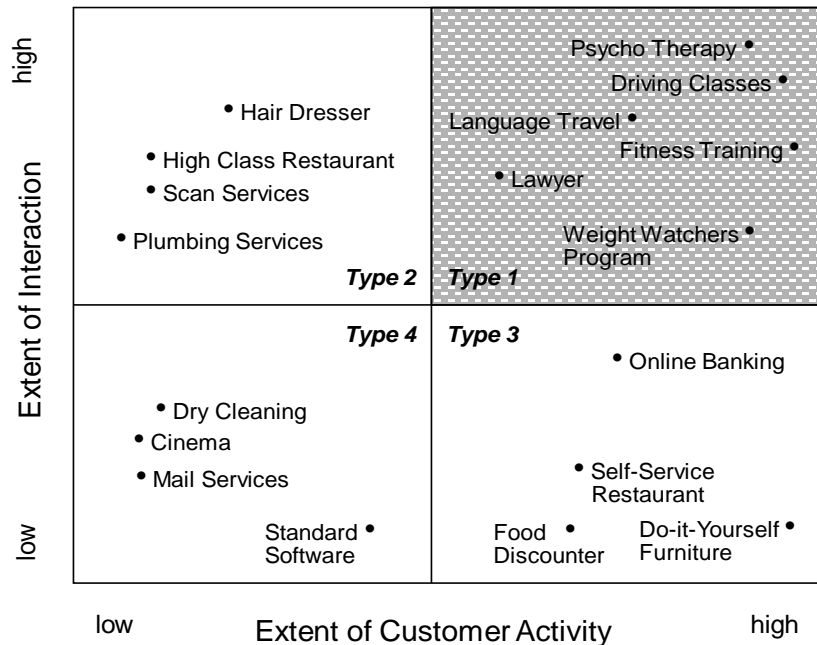 high
Extent of Interaction
low
Hair Dresser
High Class Restaurant
Scan Services
Plumbing Services
Type 2
Psycho Therapy
Driving Classes
Language Travel
Fitness Training
Lawyer
Weight Watchers
Program
Type 1
Type 4
Dry Cleaning
Cinema
Mail Services
Standard
Software
Type 3
Online Banking
Self-Service
Restaurant
Food
Discounter
Do-it-Yourself
Furniture
low
Extent of Customer Activity
high